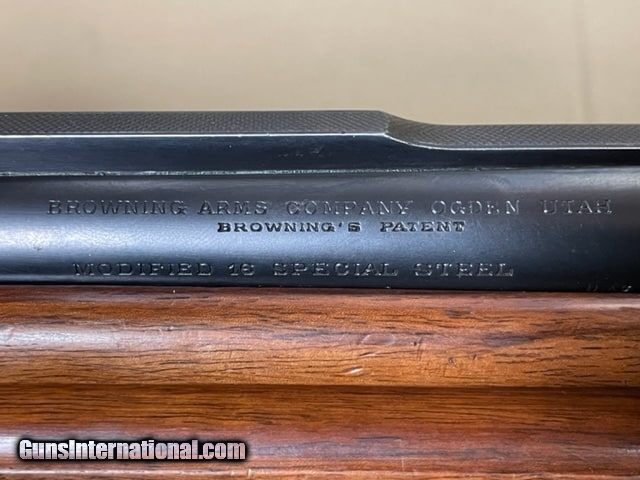 BROWNING ARMS COMPANY OGDEN UTAH
BROWNING'S PATENT
MODIFIED 16 SPECIAL STEEL
GunsInternational.com